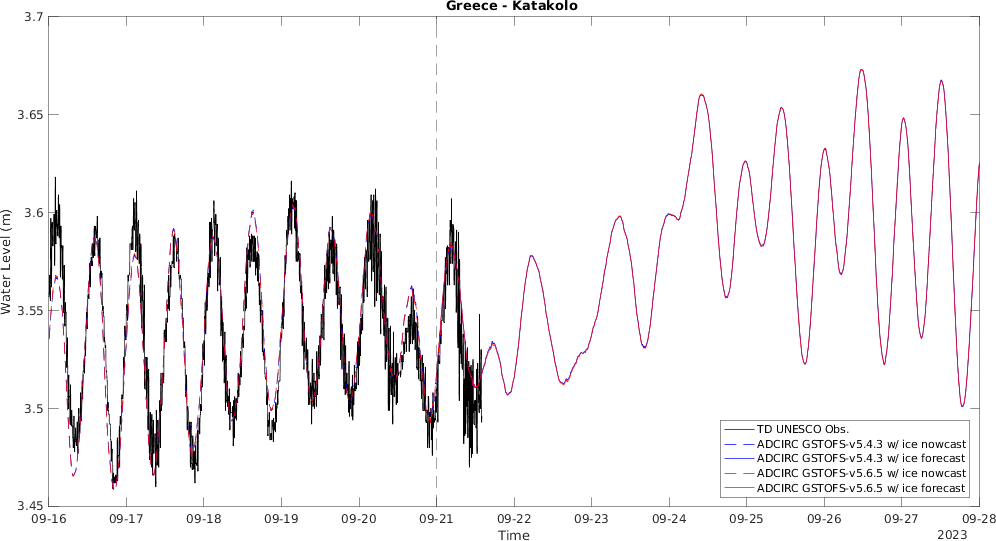 Greece - Katakolo
3.7
3.65
3.6
3.55
3.5
3.45
Water Level (m)
TD UNESCO Obs.
ADCIRC GSTOFS-v5.4.3 w/ ice nowcast
ADCIRC GSTOFS-v5.4.3 w/ ice forecast
ADCIRC GSTOFS-v5.6.5 w/ ice nowcast
ADCIRC GSTOFS-v5.6.5 w/ ice forecast
09-16 09-17 09-18 09-19 09-20 09-21 09-22 09-23 09-24 09-25 09-26 09-27 09-28
Time
2023